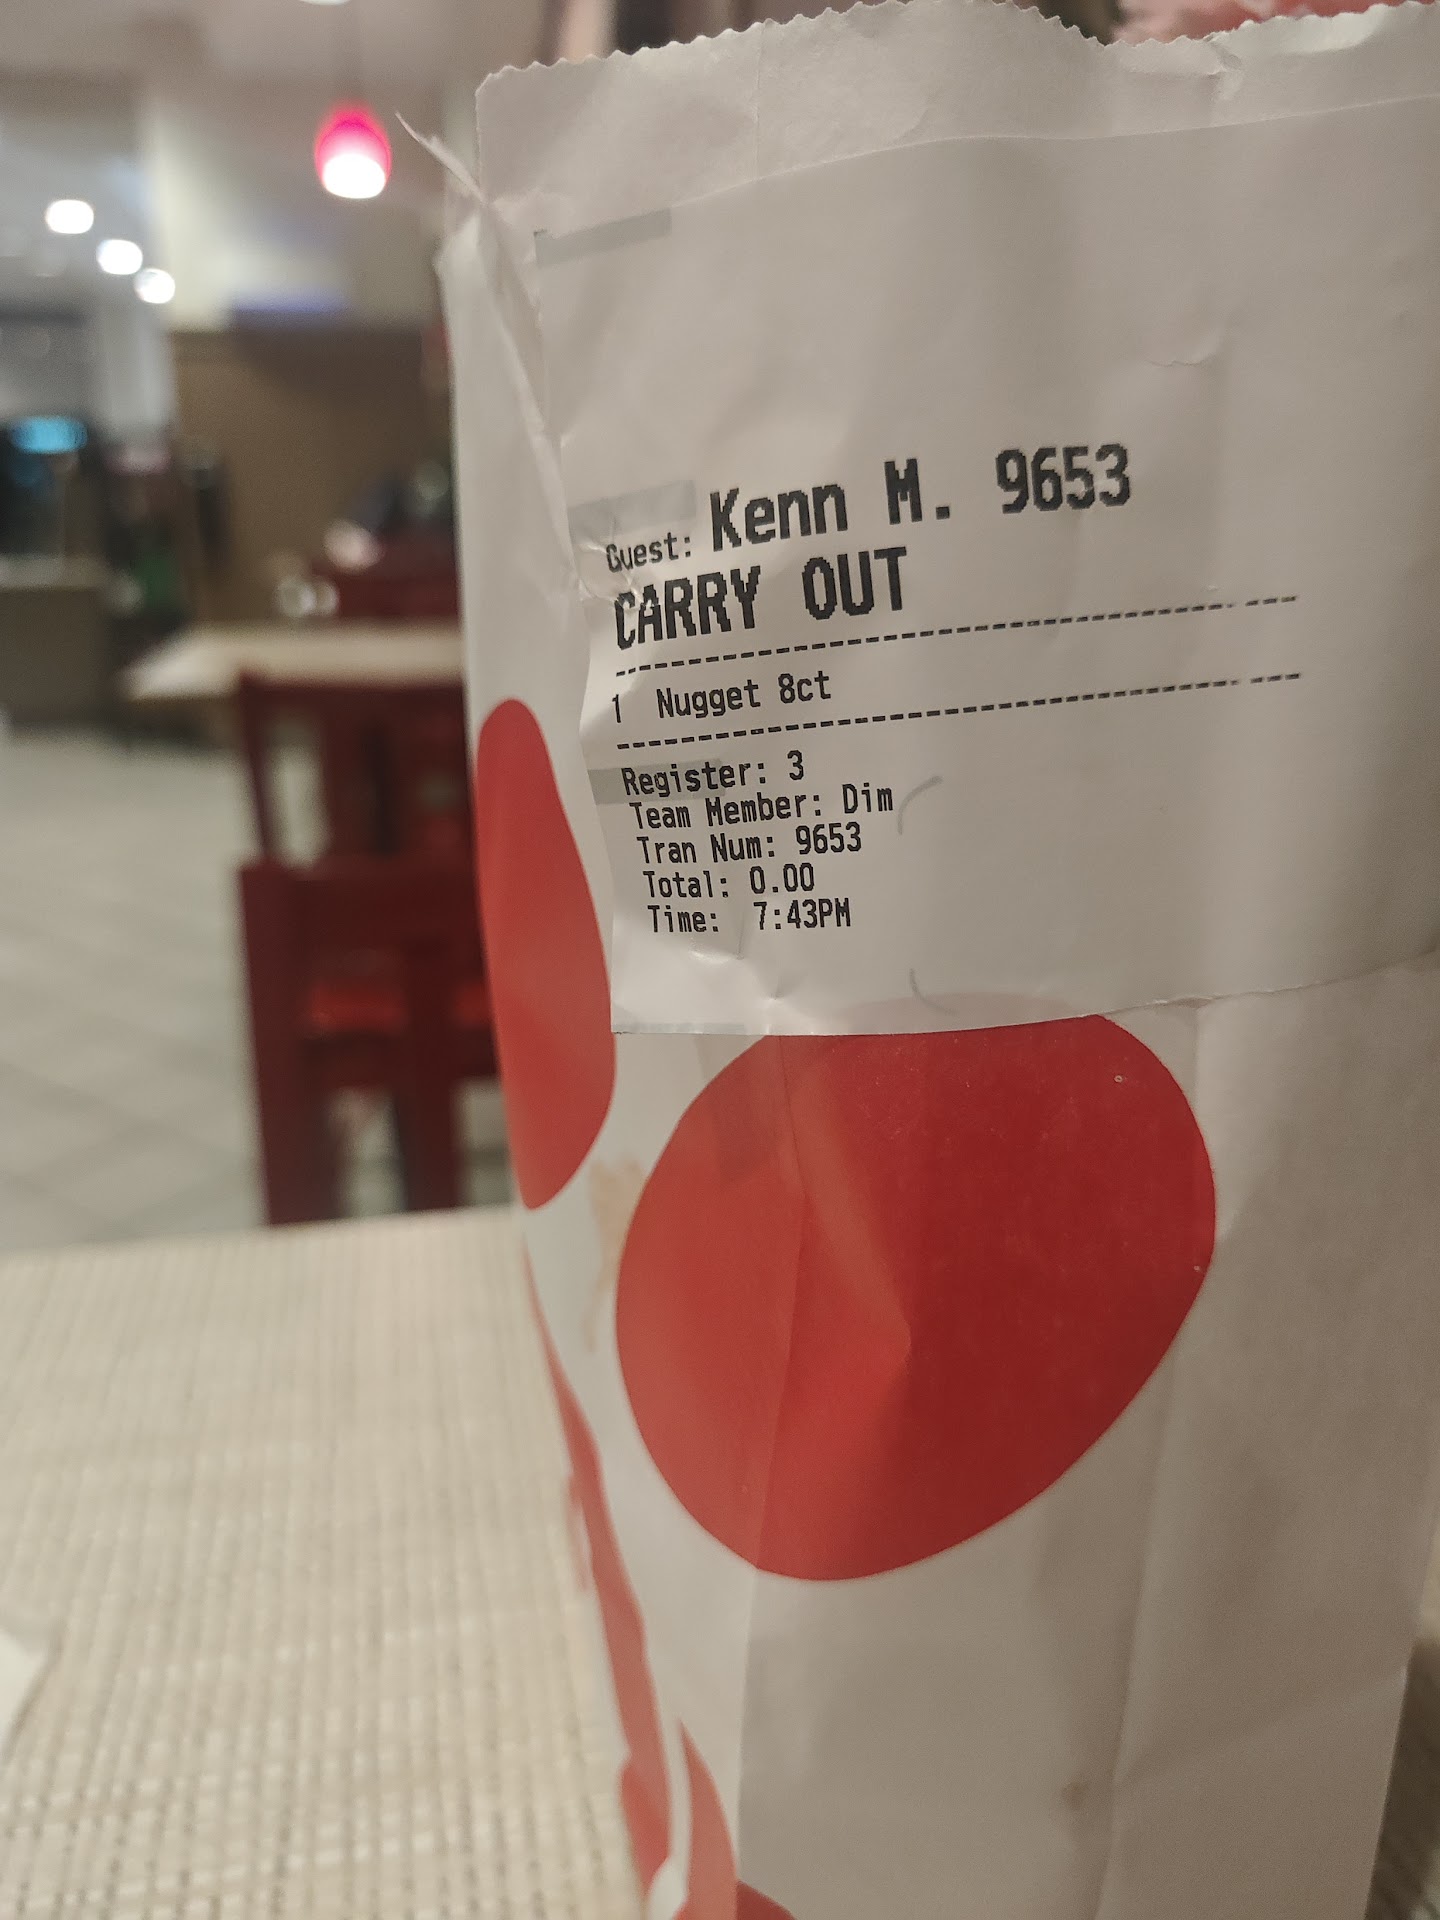 Guest: Kenn M. 9653
CARRY OUT
1 Nugget 8ct
Register: 3
Team Member: Dim
Tran Num: 9653
Total: 0.00
Time: 7:43PM